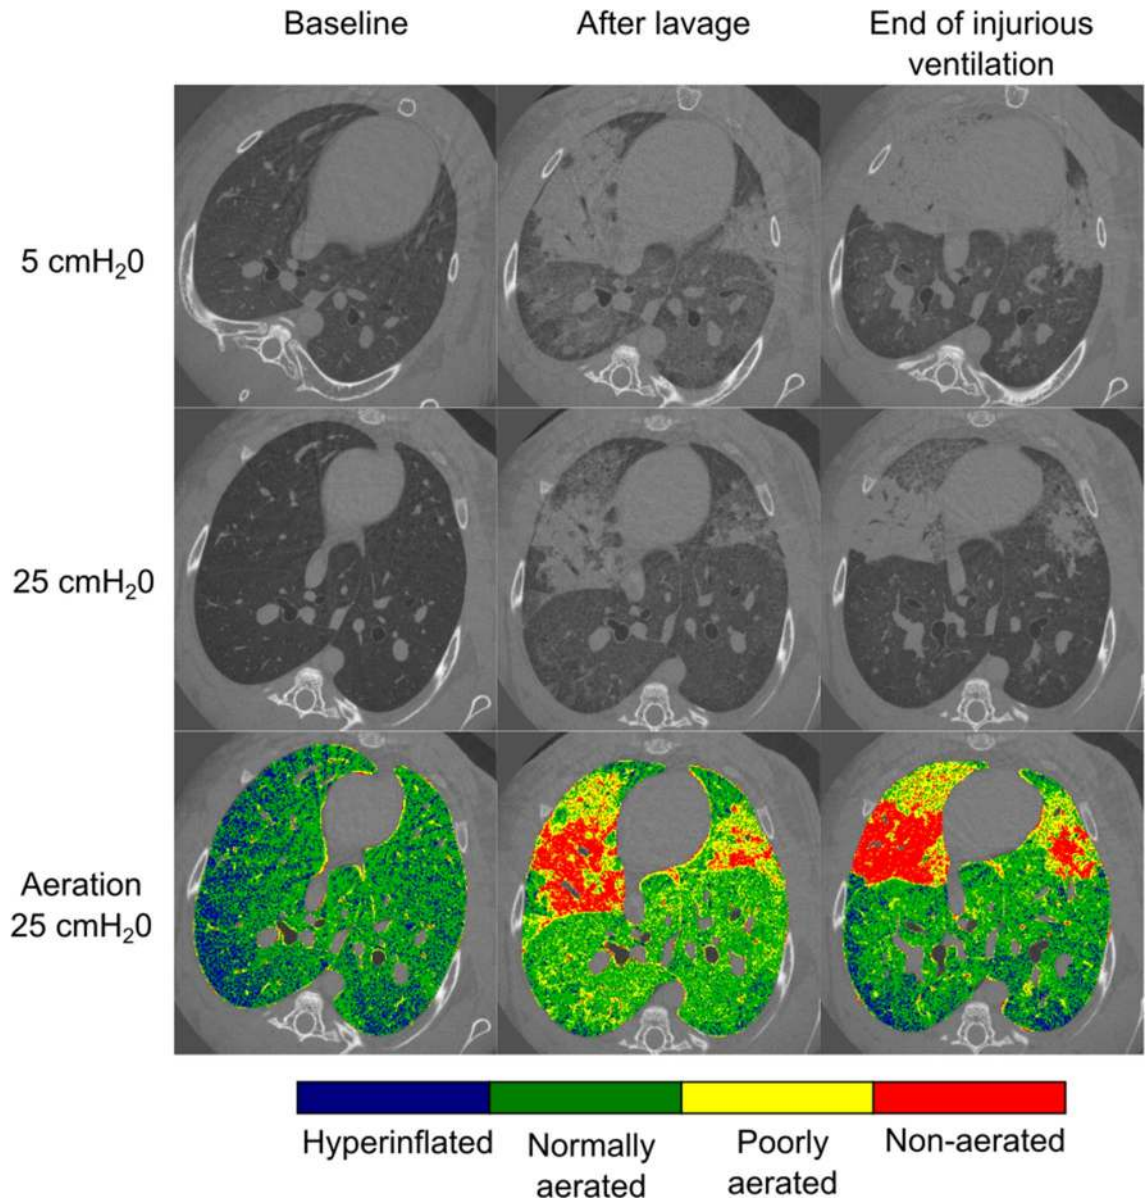 Baseline
After lavage
End of injurious
ventilation
5 cmH₂0
25 cmH₂0
Aeration
25 cmH₂0
Hyperinflated
Normally
aerated
Poorly
aerated
Non-aerated